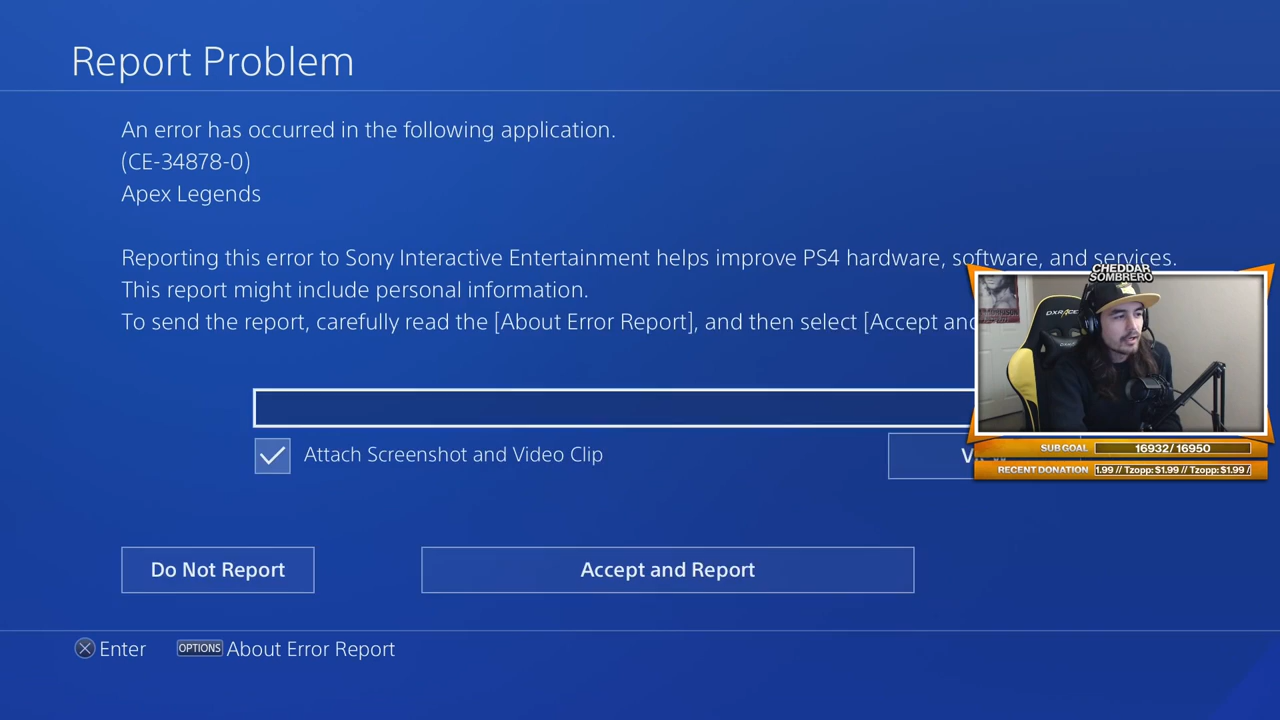 Report Problem
An error has occurred in the following application.
(CE-34878-0)
Apex Legends
Reporting this error to Sony Interactive Entertainment helps improve PS4 hardware, software, and services.
This report might include personal information.
To send the report, carefully read the [About Error Report], and then select [Accept and
CHEDDAR
SOMBRERO
DXRACER
Attach Screenshot and Video Clip
SUB GOAL 16932/16950
RECENT DONATION 1.99 // Tzopp: $1.99 // Tzopp: $1.99 /
Do Not Report
Accept and Report
Enter
OPTIONS About Error Report